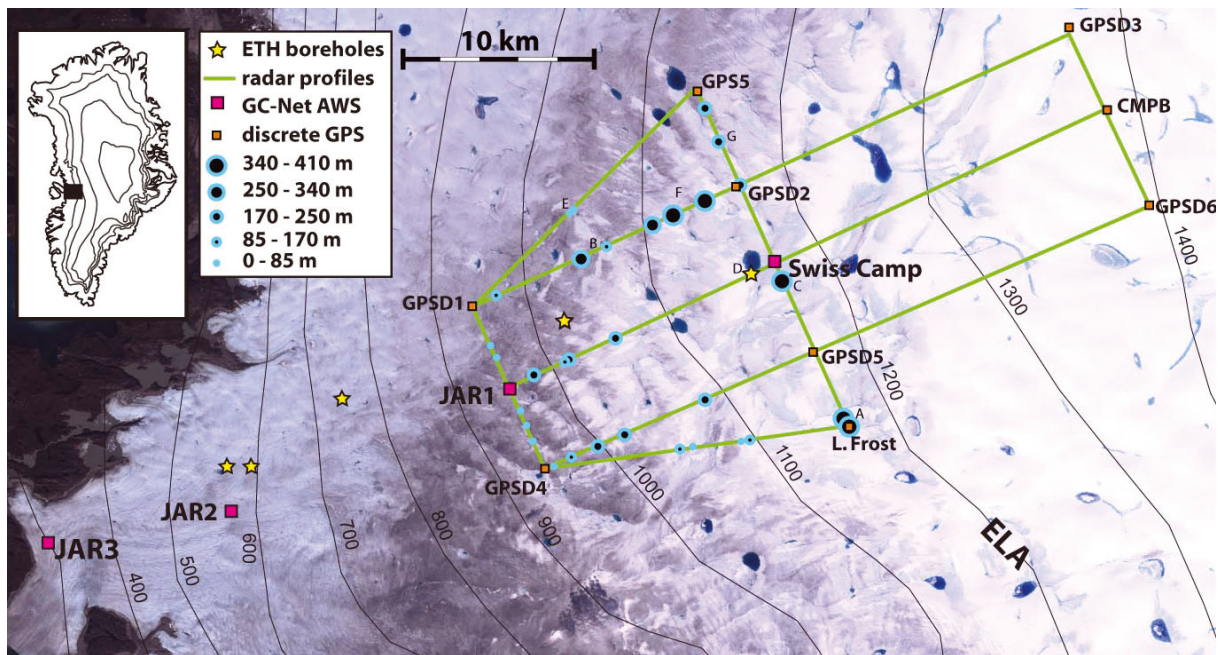 ETH boreholes
radar profiles
GC-Net AWS
discrete GPS
340 - 410 m
250 - 340 m
170 - 250 m
85 - 170 m
0 - 85 m
10 km
GPSD3
GPS5
CMPB
G
GPSD2
F
E
GPSD6
B
1400
D
Swiss Camp
C
GPSD1
1300
GPSD5
JAR1
1200
A
L. Frost
1100
GPSD4
1000
900
JAR2
800
700
600
JAR3
500
400
ELA